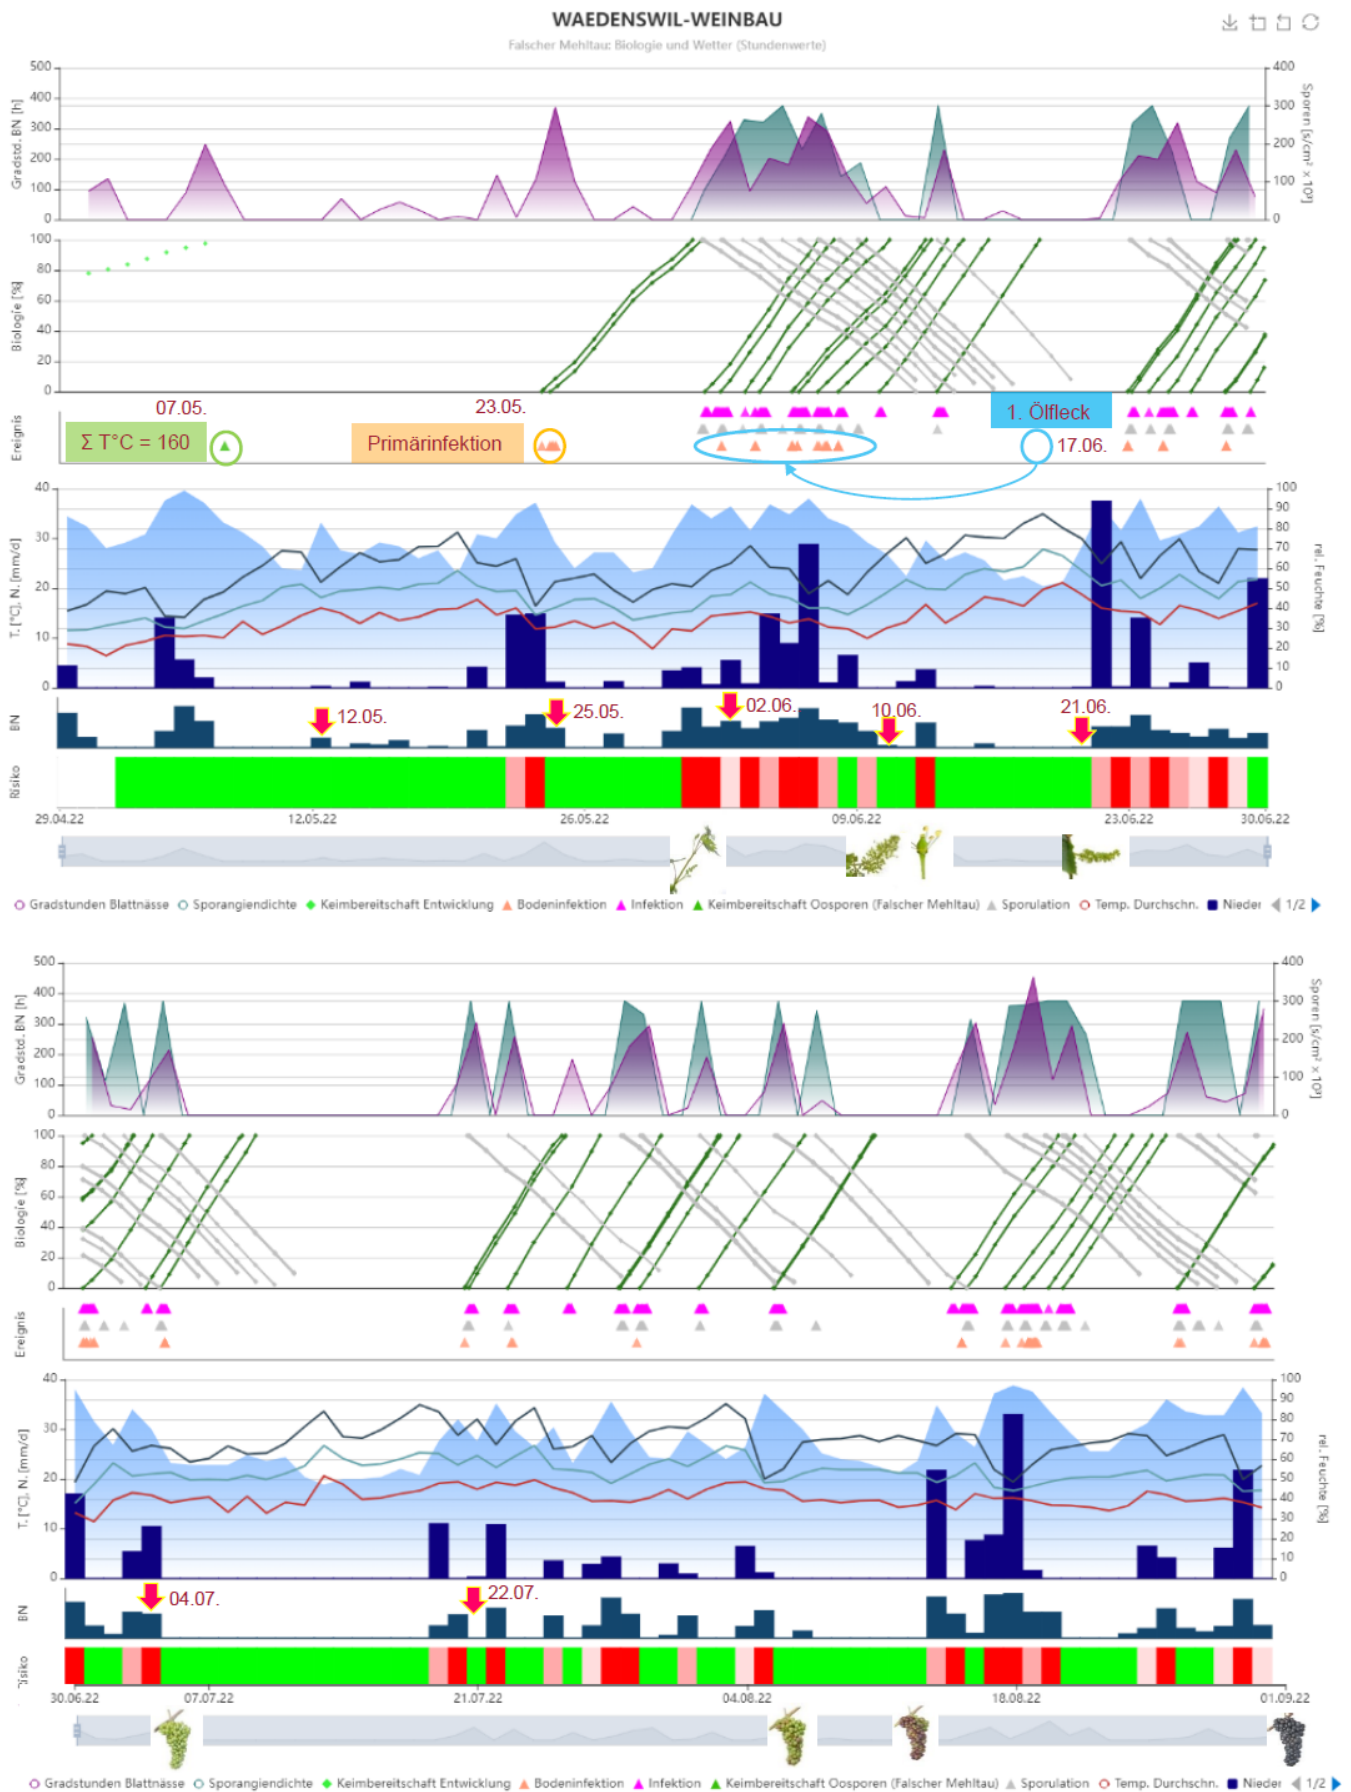 WAEDENSWIL-WEINBAU
Falscher Mehltau: Biologie und Wetter (Stundenwerte)
Gradstd. BN [h]
500
400
300
200
100
0
Sporen [s/cm² x 10³]
400
300
200
100
0
Biologie [%]
100
80
60
40
20
0
Ereignis
07.05.
23.05.
1. Ölfleck
Σ T°C = 160
Primärinfektion
17.06.
T. [°C], N. [mm/d]
40
30
20
10
0
rel. Feuchte [%]
100
90
80
70
60
50
40
30
20
10
0
BN
12.05.
25.05.
02.06.
10.06.
21.06.
Risiko
29.04.22
12.05.22
26.05.22
09.06.22
23.06.22
30.06.22
Gradstunden Blattnässe
Sporangiendichte
Keimbereitschaft Entwicklung
Bodeninfektion
Infektion
Keimbereitschaft Oosporen (Falscher Mehltau)
Sporulation
Temp. Durchschn.
Nieder
1/2
Gradstd. BN [h]
500
400
300
200
100
0
Sporen [s/cm² x 10³]
400
300
200
100
0
Biologie [%]
100
80
60
40
20
0
Ereignis
T. [°C], N. [mm/d]
40
30
20
10
0
rel. Feuchte [%]
100
90
80
70
60
50
40
30
20
10
0
BN
04.07.
22.07.
30.06.22
07.07.22
21.07.22
04.08.22
18.08.22
01.09.22
Gradstunden Blattnässe
Sporangiendichte
Keimbereitschaft Entwicklung
Bodeninfektion
Infektion
Keimbereitschaft Oosporen (Falscher Mehltau)
Sporulation
Temp. Durchschn.
Nieder
1/2